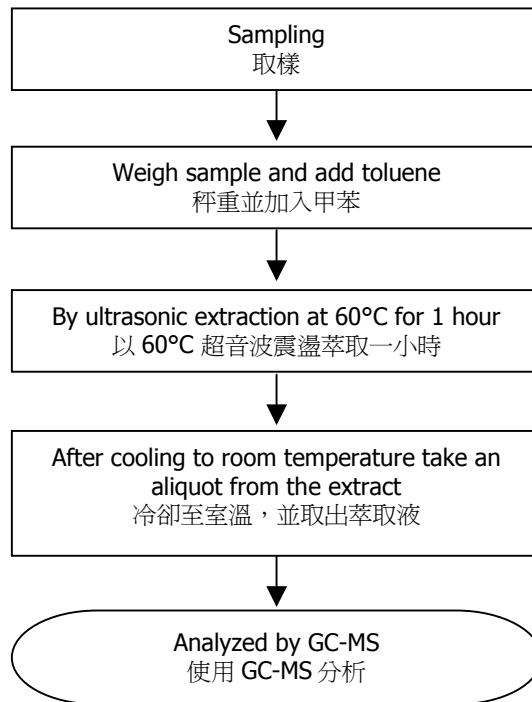 Sampling
取樣
Weigh sample and add toluene
秤重並加入甲苯
By ultrasonic extraction at 60°C for 1 hour
以 60°C 超音波震盪萃取一小時
After cooling to room temperature take an
aliquot from the extract
冷卻至室溫，並取出萃取液
Analyzed by GC-MS
使用 GC-MS 分析